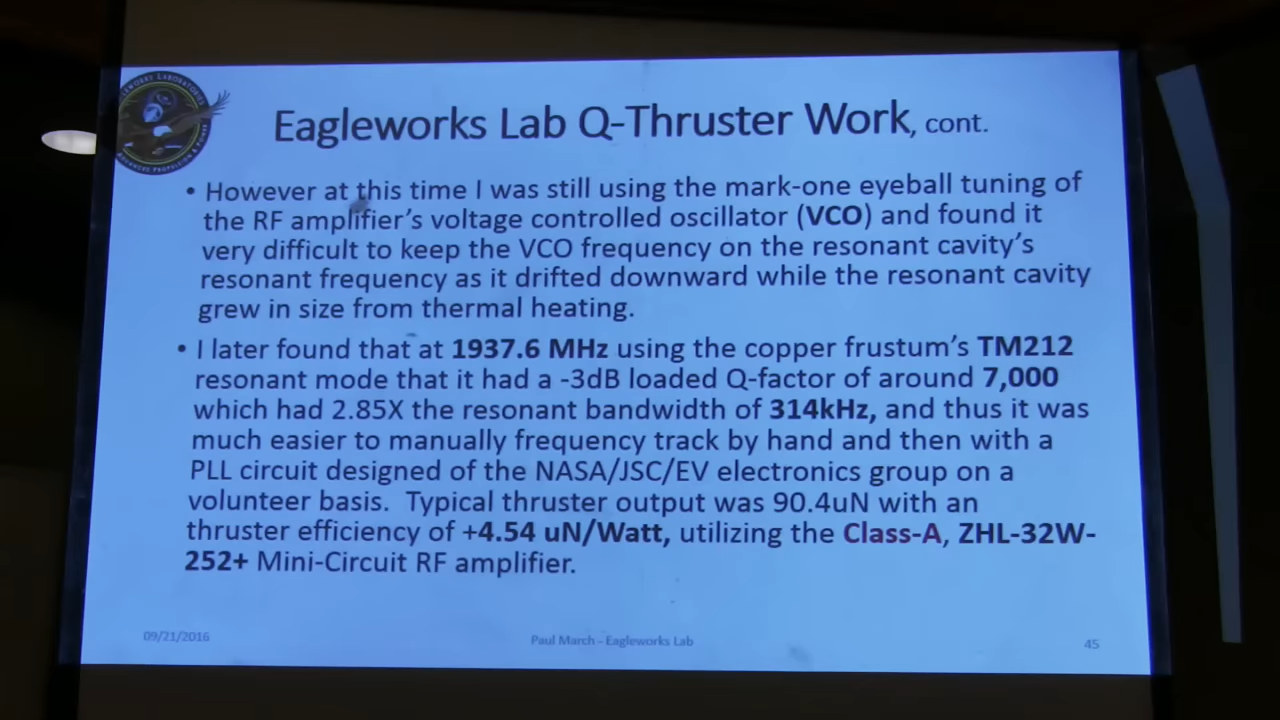 Eagleworks Lab Q-Thruster Work, cont.
• However at this time I was still using the mark-one eyeball tuning of
the RF amplifier's voltage controlled oscillator (VCO) and found it
very difficult to keep the VCO frequency on the resonant cavity's
resonant frequency as it drifted downward while the resonant cavity
grew in size from thermal heating.
• I later found that at 1937.6 MHz using the copper frustum's TM212
resonant mode that it had a -3dB loaded Q-factor of around 7,000
which had 2.85X the resonant bandwidth of 314kHz, and thus it was
much easier to manually frequency track by hand and then with a
PLL circuit designed of the NASA/JSC/EV electronics group on a
volunteer basis. Typical thruster output was 90.4uN with an
thruster efficiency of +4.54 uN/Watt, utilizing the Class-A, ZHL-32W-
252+ Mini-Circuit RF amplifier.
09/21/2016
Paul March - Eagleworks Lab
45